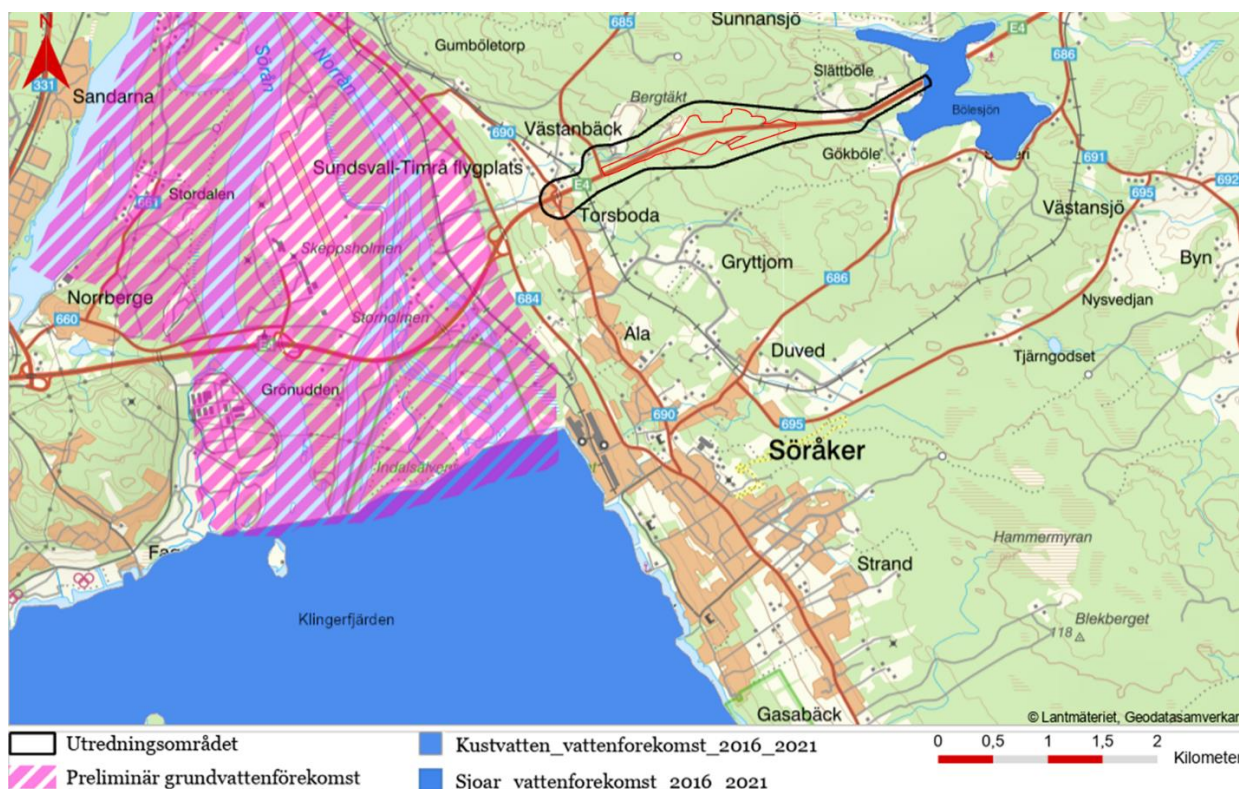 N
Sunnansjö
685
E4
Gumböletorp
686
331
Sörån
Norrån
Slättböle
Sandarna
Bergtäkt
Bölesjön
690
Västanbäck
Gökböle
691
Sundsvall-Timrå flygplats
E4
695
692
Stordalen
661
Torsboda
Västansjö
Skeppsholmen
Gryttjom
686
Byn
Norrberge
684
Nysvedjan
660
Storholmen
Ala
Duved
Tjärngodset
E4
Grönudden
690
695
Söråker
Indalsälven
Hammermyran
Strand
Klingerfjärden
Blekberget
118
Gasabäck
© Lantmäteriet, Geodatasamverkan
Utredningsområdet
Kustvatten_vattenforekomst_2016_2021
0 0,5 1 1,5 2
Kilometer
Preliminär grundvattenförekomst
Sjoar_vattenforekomst_2016_2021